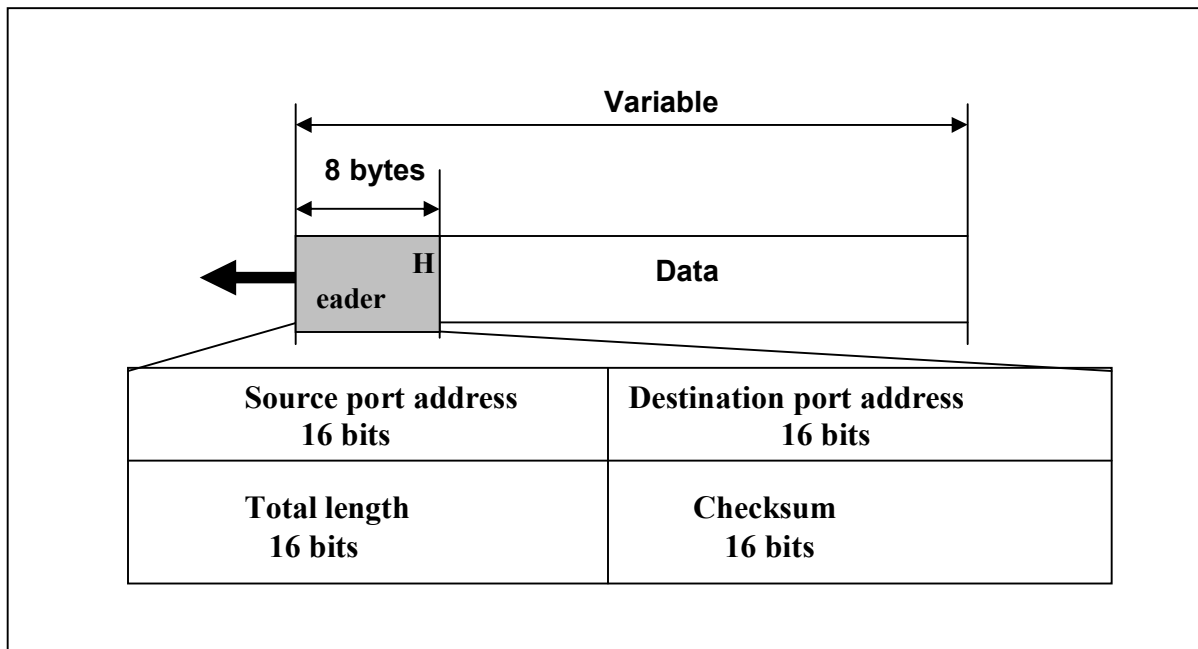 Variable
8 bytes
H
eader
Data
Source port address
16 bits
Destination port address
16 bits
Total length
16 bits
Checksum
16 bits